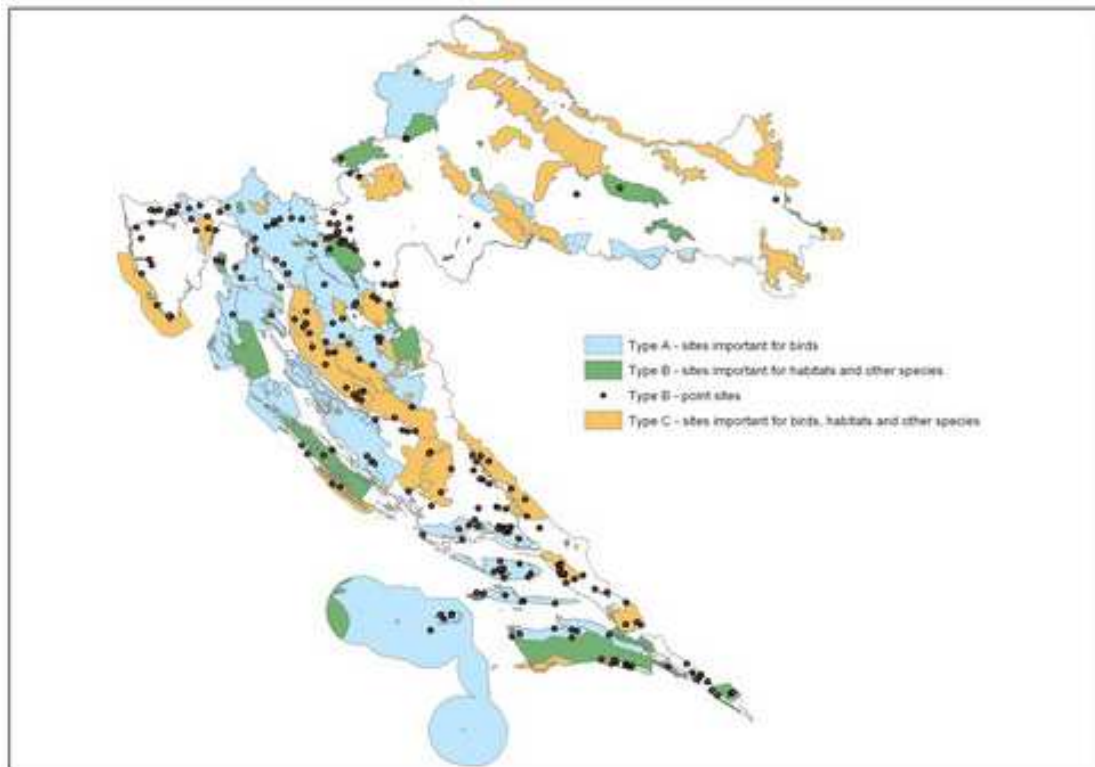 Type A - sites important for birds
Type B - sites important for habitats and other species
Type B - point sites
Type C - sites important for birds, habitats and other species